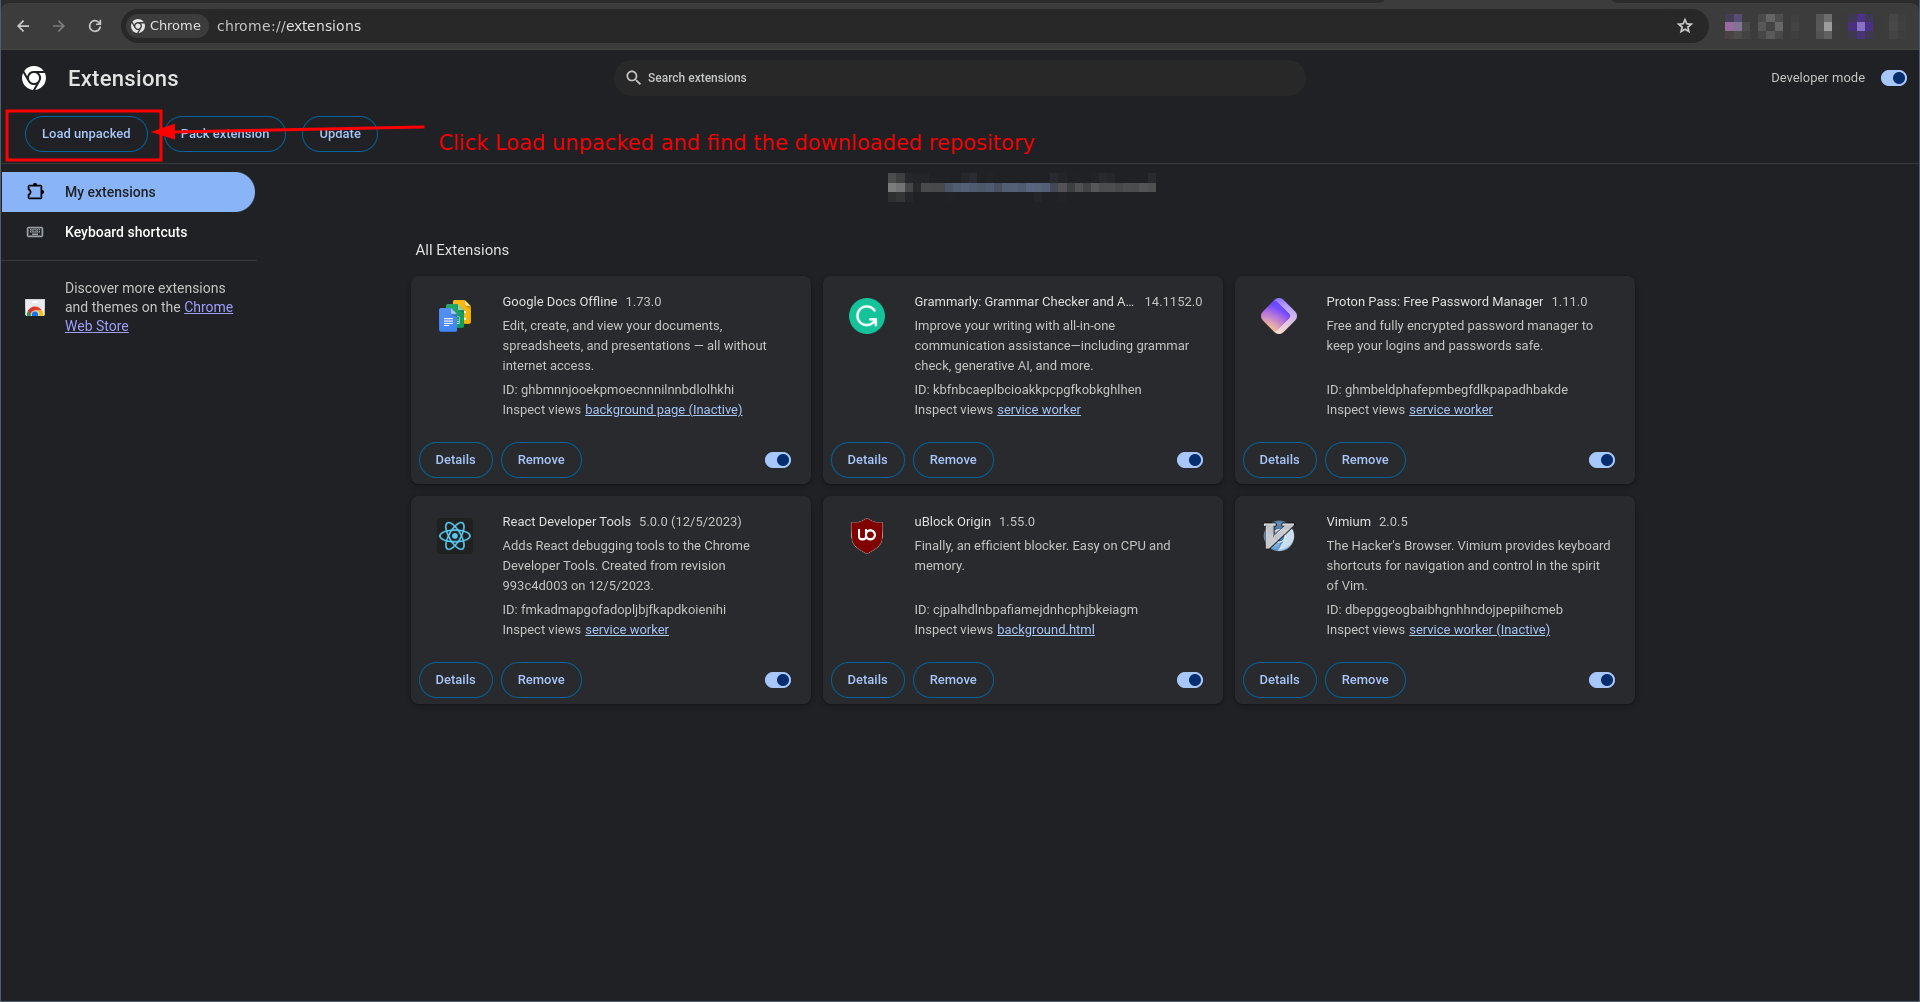 Chrome
chrome://extensions
Extensions
Search extensions
Developer mode
Load unpacked
Pack extension
Update
Click Load unpacked and find the downloaded repository
My extensions
Keyboard shortcuts
Discover more extensions
and themes on the Chrome
Web Store
All Extensions
Google Docs Offline 1.73.0
Edit, create, and view your documents,
spreadsheets, and presentations — all without
internet access.
ID: ghbmnnjooekpmoecnnnilnnbdlolhkhi
Inspect views background page (Inactive)
Details
Remove
Grammarly: Grammar Checker and A... 14.1152.0
Improve your writing with all-in-one
communication assistance—including grammar
check, generative AI, and more.
ID: kbfnbcaeplbcioakkpcpgfkobkghlhen
Inspect views service worker
Details
Remove
Proton Pass: Free Password Manager 1.11.0
Free and fully encrypted password manager to
keep your logins and passwords safe.
ID: ghmbeldphafepmbegfdlkpapadhbakde
Inspect views service worker
Details
Remove
React Developer Tools 5.0.0 (12/5/2023)
Adds React debugging tools to the Chrome
Developer Tools. Created from revision
993c4d003 on 12/5/2023.
ID: fmkadmapgofadopljbjfkapdkoienihi
Inspect views service worker
Details
Remove
uBlock Origin 1.55.0
Finally, an efficient blocker. Easy on CPU and
memory.
ID: cjpalhdlnbpafiamejdnhcphjbkeiagm
Inspect views background.html
Details
Remove
Vimium 2.0.5
The Hacker's Browser. Vimium provides keyboard
shortcuts for navigation and control in the spirit
of Vim.
ID: dbepggeogbaibhgnhhndojpepiihcmeb
Inspect views service worker (Inactive)
Details
Remove